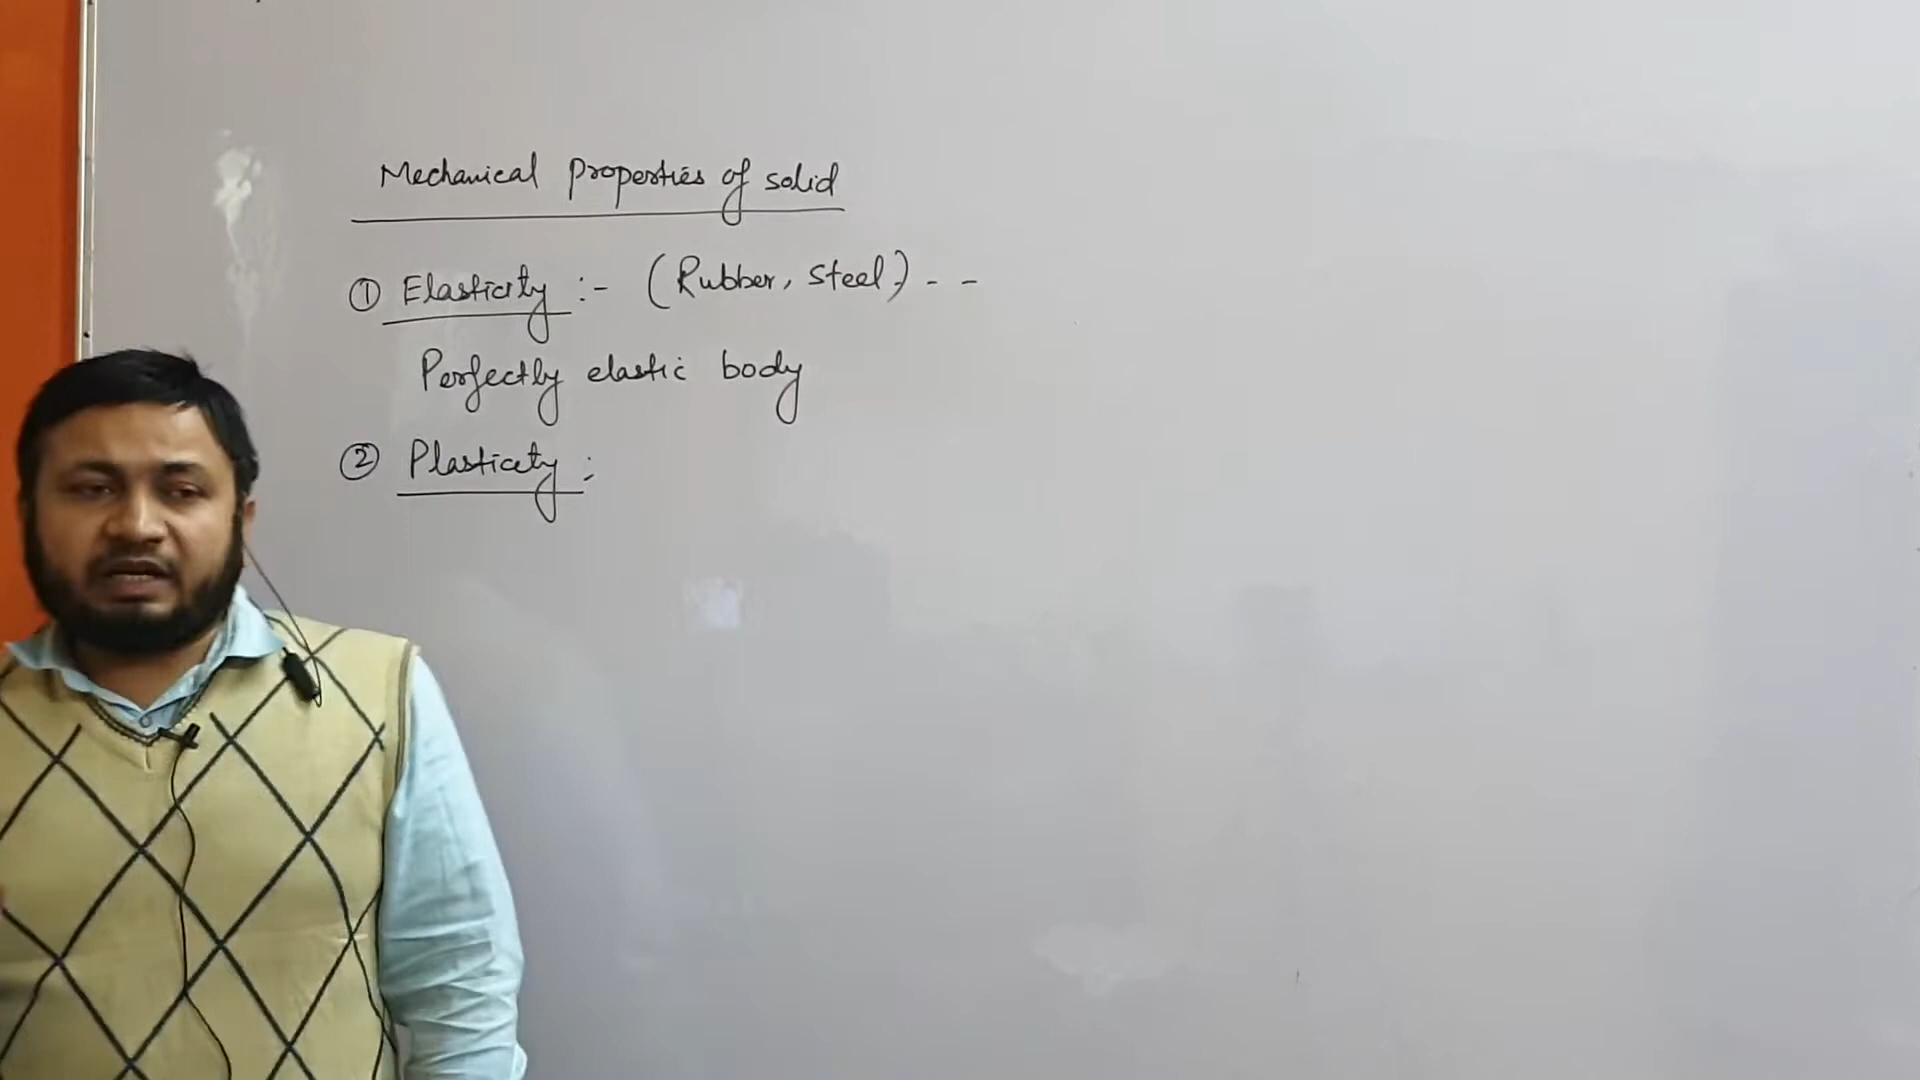 Mechanical Properties of solid
① Elasticity :- (Rubber, Steel) - -
Perfectly elastic body
② Plasticity :